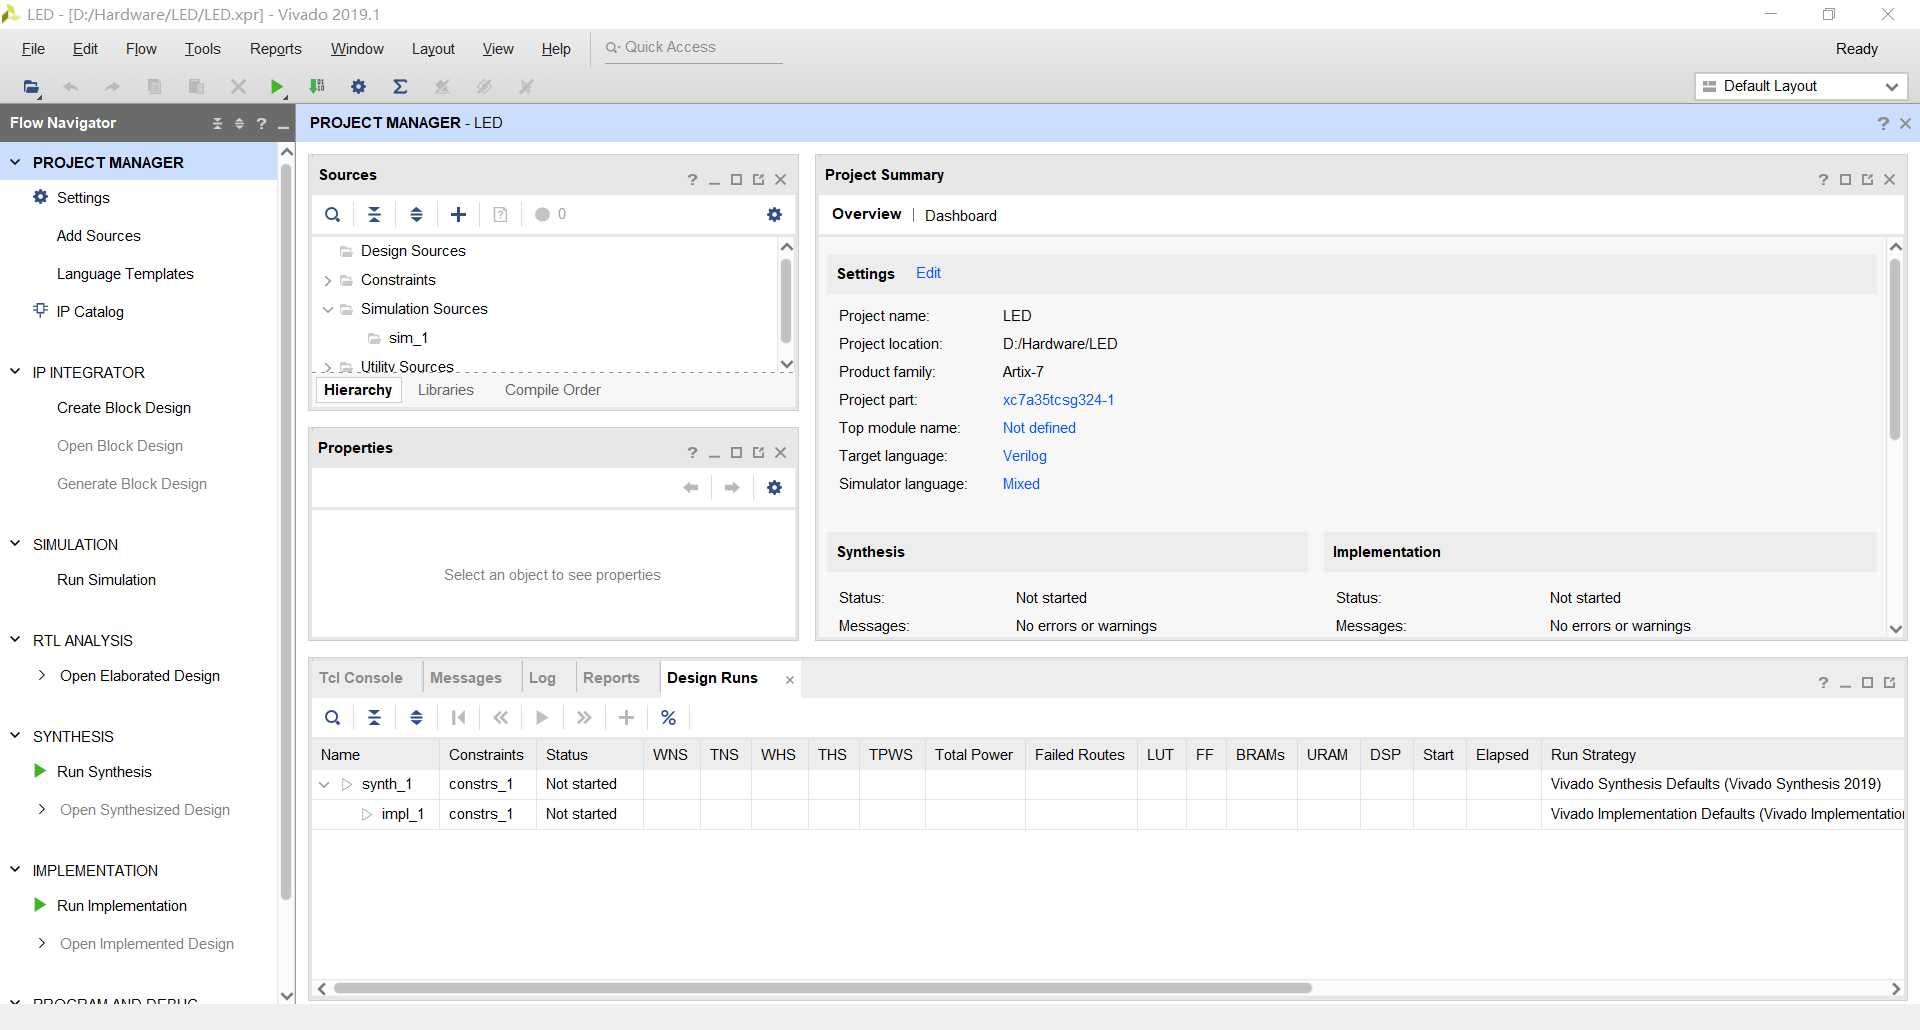 LED - [D:/Hardware/LED/LED.xpr] - Vivado 2019.1
File Edit Flow Tools Reports Window Layout View Help Quick Access Ready
Default Layout
Flow Navigator
PROJECT MANAGER
Settings
Add Sources
Language Templates
IP Catalog
IP INTEGRATOR
Create Block Design
Open Block Design
Generate Block Design
SIMULATION
Run Simulation
RTL ANALYSIS
Open Elaborated Design
SYNTHESIS
Run Synthesis
Open Synthesized Design
IMPLEMENTATION
Run Implementation
Open Implemented Design
PROGRAM AND DEBUG
PROJECT MANAGER - LED
Sources
0
Design Sources
Constraints
Simulation Sources
sim_1
Utility Sources
Hierarchy Libraries Compile Order
Properties
Select an object to see properties
Project Summary
Overview | Dashboard
Settings Edit
Project name: LED
Project location: D:/Hardware/LED
Product family: Artix-7
Project part: xc7a35tcsg324-1
Top module name: Not defined
Target language: Verilog
Simulator language: Mixed
Synthesis
Status: Not started
Messages: No errors or warnings
Implementation
Status: Not started
Messages: No errors or warnings
Tcl Console Messages Log Reports Design Runs
Name Constraints Status WNS TNS WHS THS TPWS Total Power Failed Routes LUT FF BRAMs URAM DSP Start Elapsed Run Strategy
synth_1 constrs_1 Not started Vivado Synthesis Defaults (Vivado Synthesis 2019)
impl_1 constrs_1 Not started Vivado Implementation Defaults (Vivado Implementation